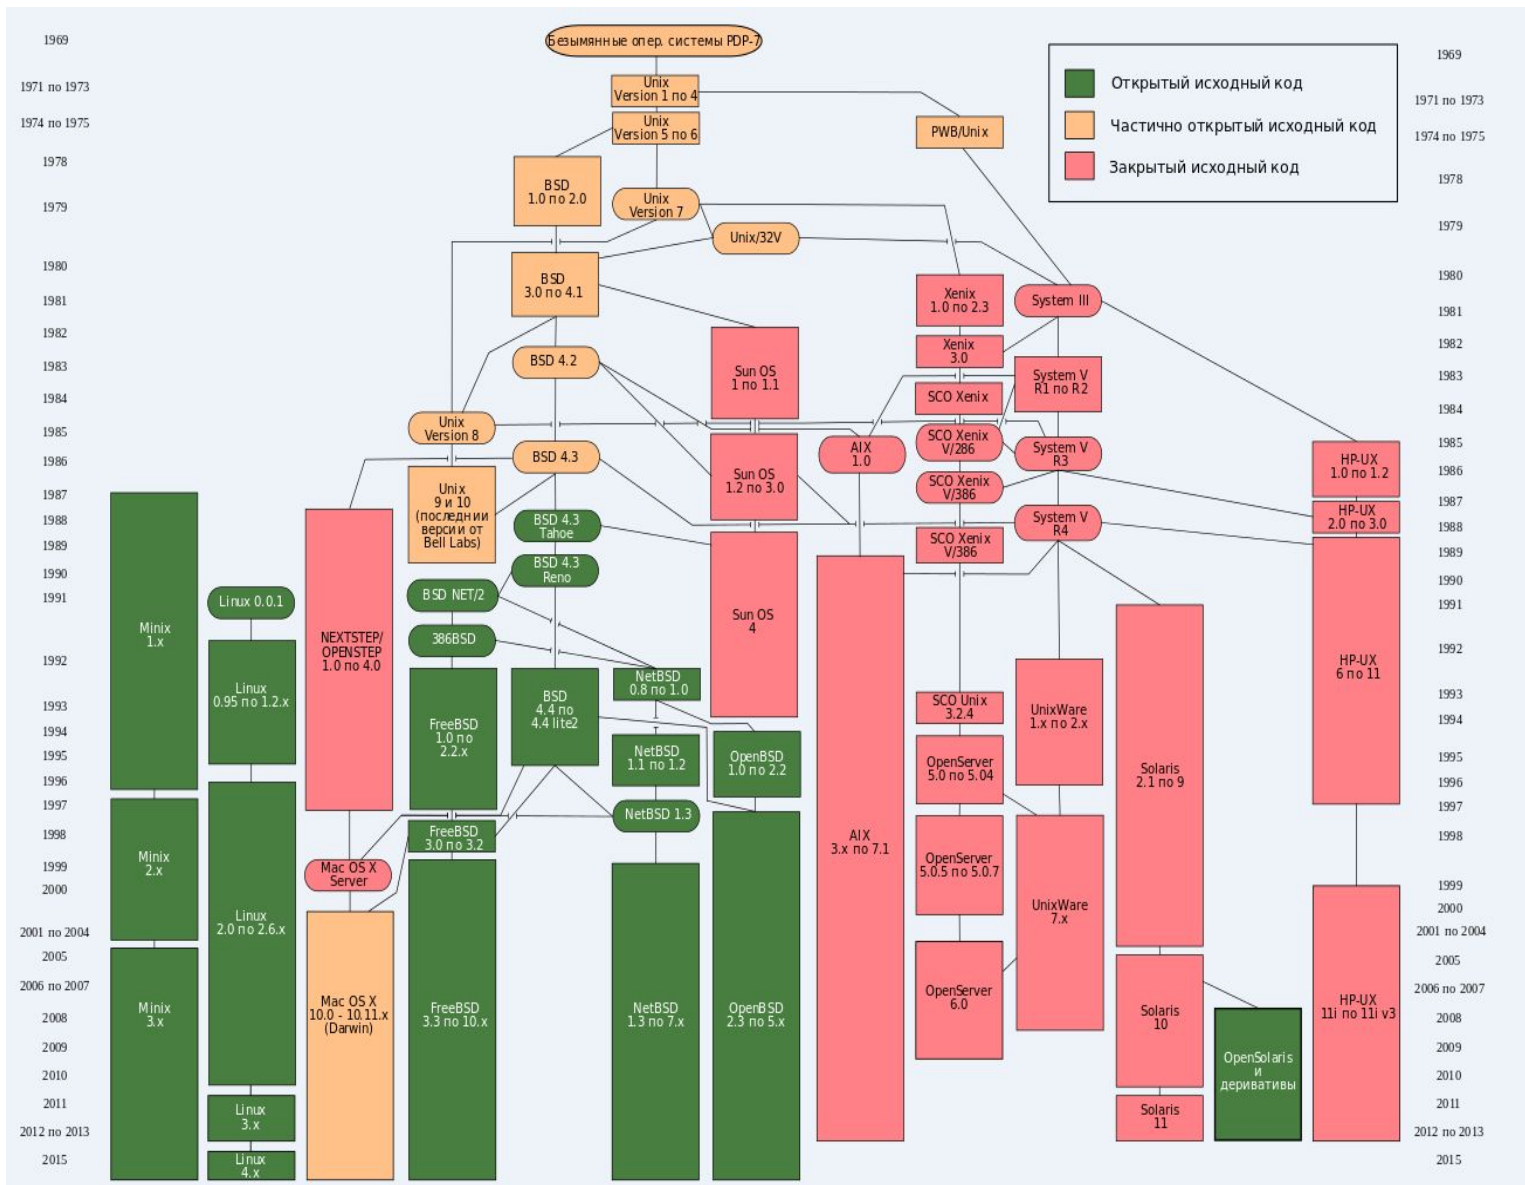 1969
1971 по 1973
1974 по 1975
1978
1979
1980
1981
1982
1983
1984
1985
1986
1987
1988
1989
1990
1991
1992
1993
1994
1995
1996
1997
1998
1999
2000
2001 по 2004
2005
2006 по 2007
2008
2009
2010
2011
2012 по 2013
2015
Безымянные опер. системы PDP-7
Unix
Version 1 по 4
Unix
Version 5 по 6
PWB/Unix
BSD
1.0 по 2.0
Unix
Version 7
Unix/32V
BSD
3.0 по 4.1
Xenix
1.0 по 2.3
System III
Sun OS
1 по 1.1
Xenix
3.0
BSD 4.2
System V
R1 по R2
SCO Xenix
Unix
Version 8
SCO Xenix
V/286
AIX
1.0
System V
R3
BSD 4.3
Sun OS
1.2 по 3.0
HP-UX
1.0 по 1.2
Unix
9 и 10
(последнии
версии от
Bell Labs)
SCO Xenix
V/386
HP-UX
2.0 по 3.0
BSD 4.3
Tahoe
System V
R4
SCO Xenix
V/386
BSD 4.3
Reno
BSD NET/2
Linux 0.0.1
Minix
1.x
Sun OS
4
386BSD
NEXTSTEP/
OPENSTEP
1.0 по 4.0
HP-UX
6 по 11
Linux
0.95 по 1.2.x
NetBSD
0.8 по 1.0
BSD
4.4 по
4.4 lite2
SCO Unix
3.2.4
UnixWare
1.x по 2.x
FreeBSD
1.0 по
2.2.x
NetBSD
1.1 по 1.2
OpenBSD
1.0 по 2.2
OpenServer
5.0 по 5.04
Solaris
2.1 по 9
NetBSD 1.3
FreeBSD
3.0 по 3.2
AIX
3.x по 7.1
Minix
2.x
Mac OS X
Server
OpenServer
5.0.5 по 5.0.7
Linux
2.0 по 2.6.x
UnixWare
7.x
OpenServer
6.0
Minix
3.x
Mac OS X
10.0 - 10.11.x
(Darwin)
FreeBSD
3.3 по 10.x
NetBSD
1.3 по 7.x
OpenBSD
2.3 по 5.x
Solaris
10
HP-UX
11i по 11i v3
OpenSolaris
и
деривативы
Linux
3.x
Solaris
11
Linux
4.x
Открытый исходный код
Частично открытый исходный код
Закрытый исходный код
1969
1971 по 1973
1974 по 1975
1978
1979
1980
1981
1982
1983
1984
1985
1986
1987
1988
1989
1990
1991
1992
1993
1994
1995
1996
1997
1998
1999
2000
2001 по 2004
2005
2006 по 2007
2008
2009
2010
2011
2012 по 2013
2015